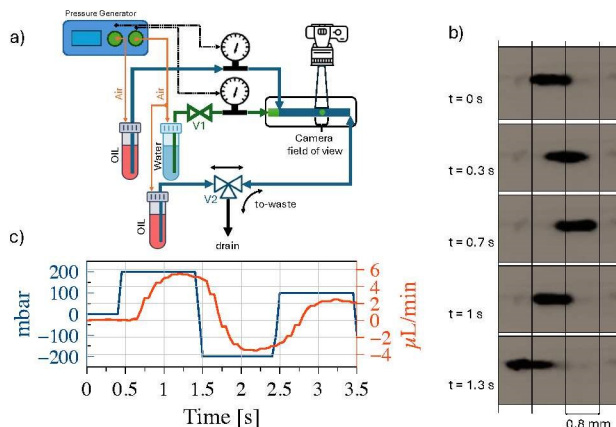 a)
Pressure Generator
Air
Air
OIL
Water
V1
Camera
field of view
OIL
V2
to-waste
drain
b)
t = 0 s
t = 0.3 s
t = 0.7 s
t = 1 s
t = 1.3 s
0.8 mm
c)
mbar
200
100
0
−100
−200
6
4
2
0
−2
−4
μL/min
0 0.5 1 1.5 2 2.5 3 3.5
Time [s]